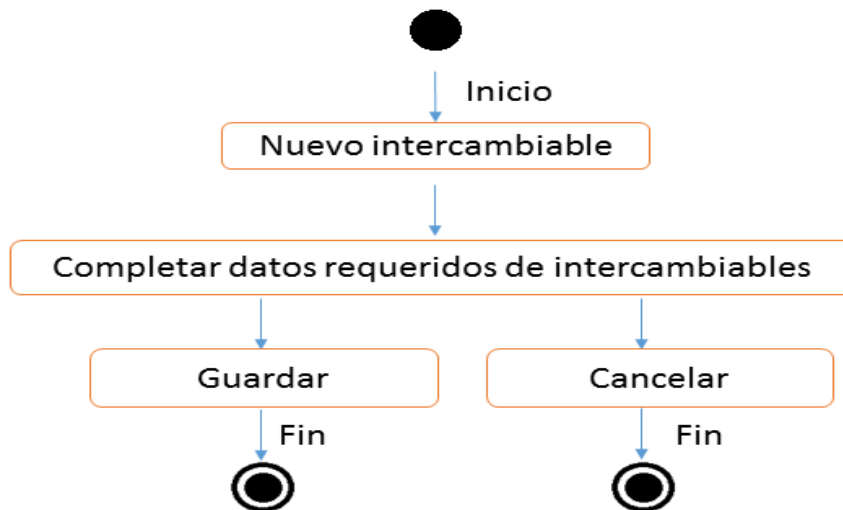 Inicio
Nuevo intercambiable
Completar datos requeridos de intercambiables
Guardar
Cancelar
Fin
Fin